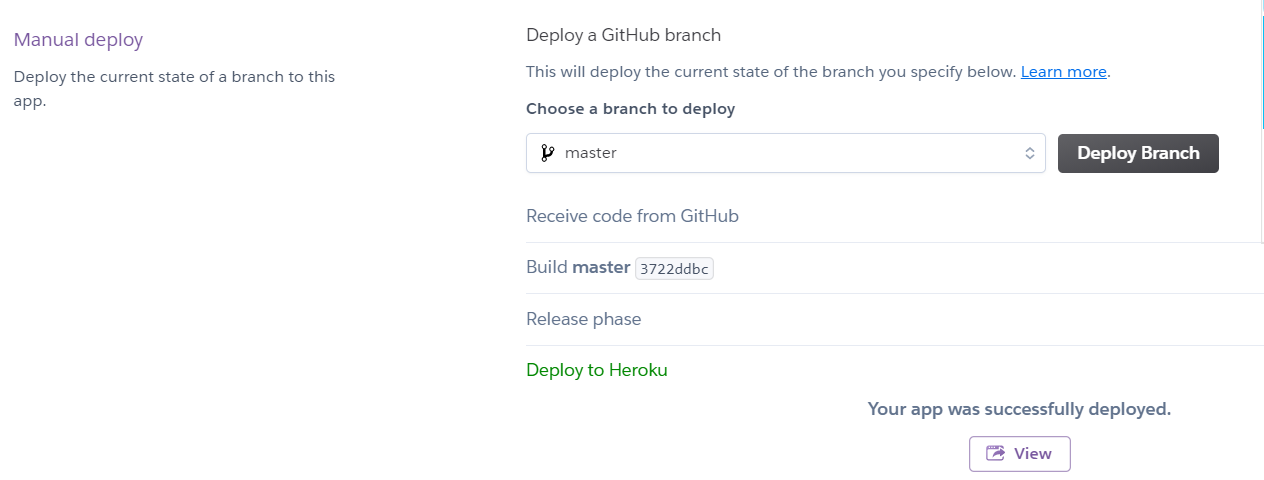 Manual deploy
Deploy the current state of a branch to this
app.
Deploy a GitHub branch
This will deploy the current state of the branch you specify below. Learn more.
Choose a branch to deploy
master
Deploy Branch
Receive code from GitHub
Build master 3722ddbc
Release phase
Deploy to Heroku
Your app was successfully deployed.
View